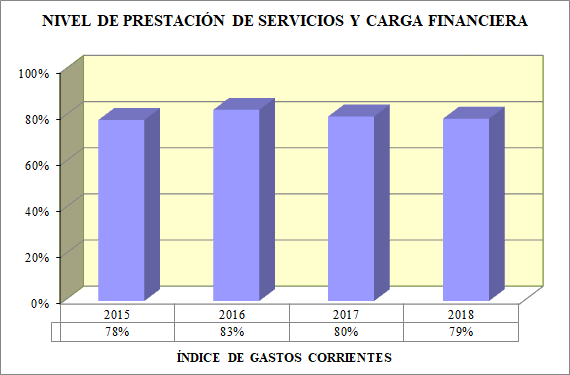 NIVEL DE PRESTACIÓN DE SERVICIOS Y CARGA FINANCIERA
100%
80%
60%
40%
20%
0%
2015 2016 2017 2018
78% 83% 80% 79%
ÍNDICE DE GASTOS CORRIENTES